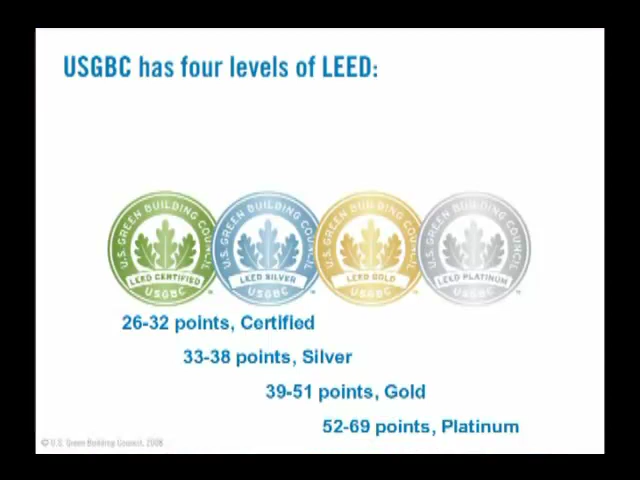 USGBC has four levels of LEED:
U.S. GREEN BUILDING COUNCIL
LEED CERTIFIED
USGBC
U.S. GREEN BUILDING COUNCIL
LEED SILVER
USGBC
U.S. GREEN BUILDING COUNCIL
LEED GOLD
USGBC
U.S. GREEN BUILDING COUNCIL
LEED PLATINUM
USGBC
26-32 points, Certified
33-38 points, Silver
39-51 points, Gold
52-69 points, Platinum
© U.S. Green Building Council, 2008